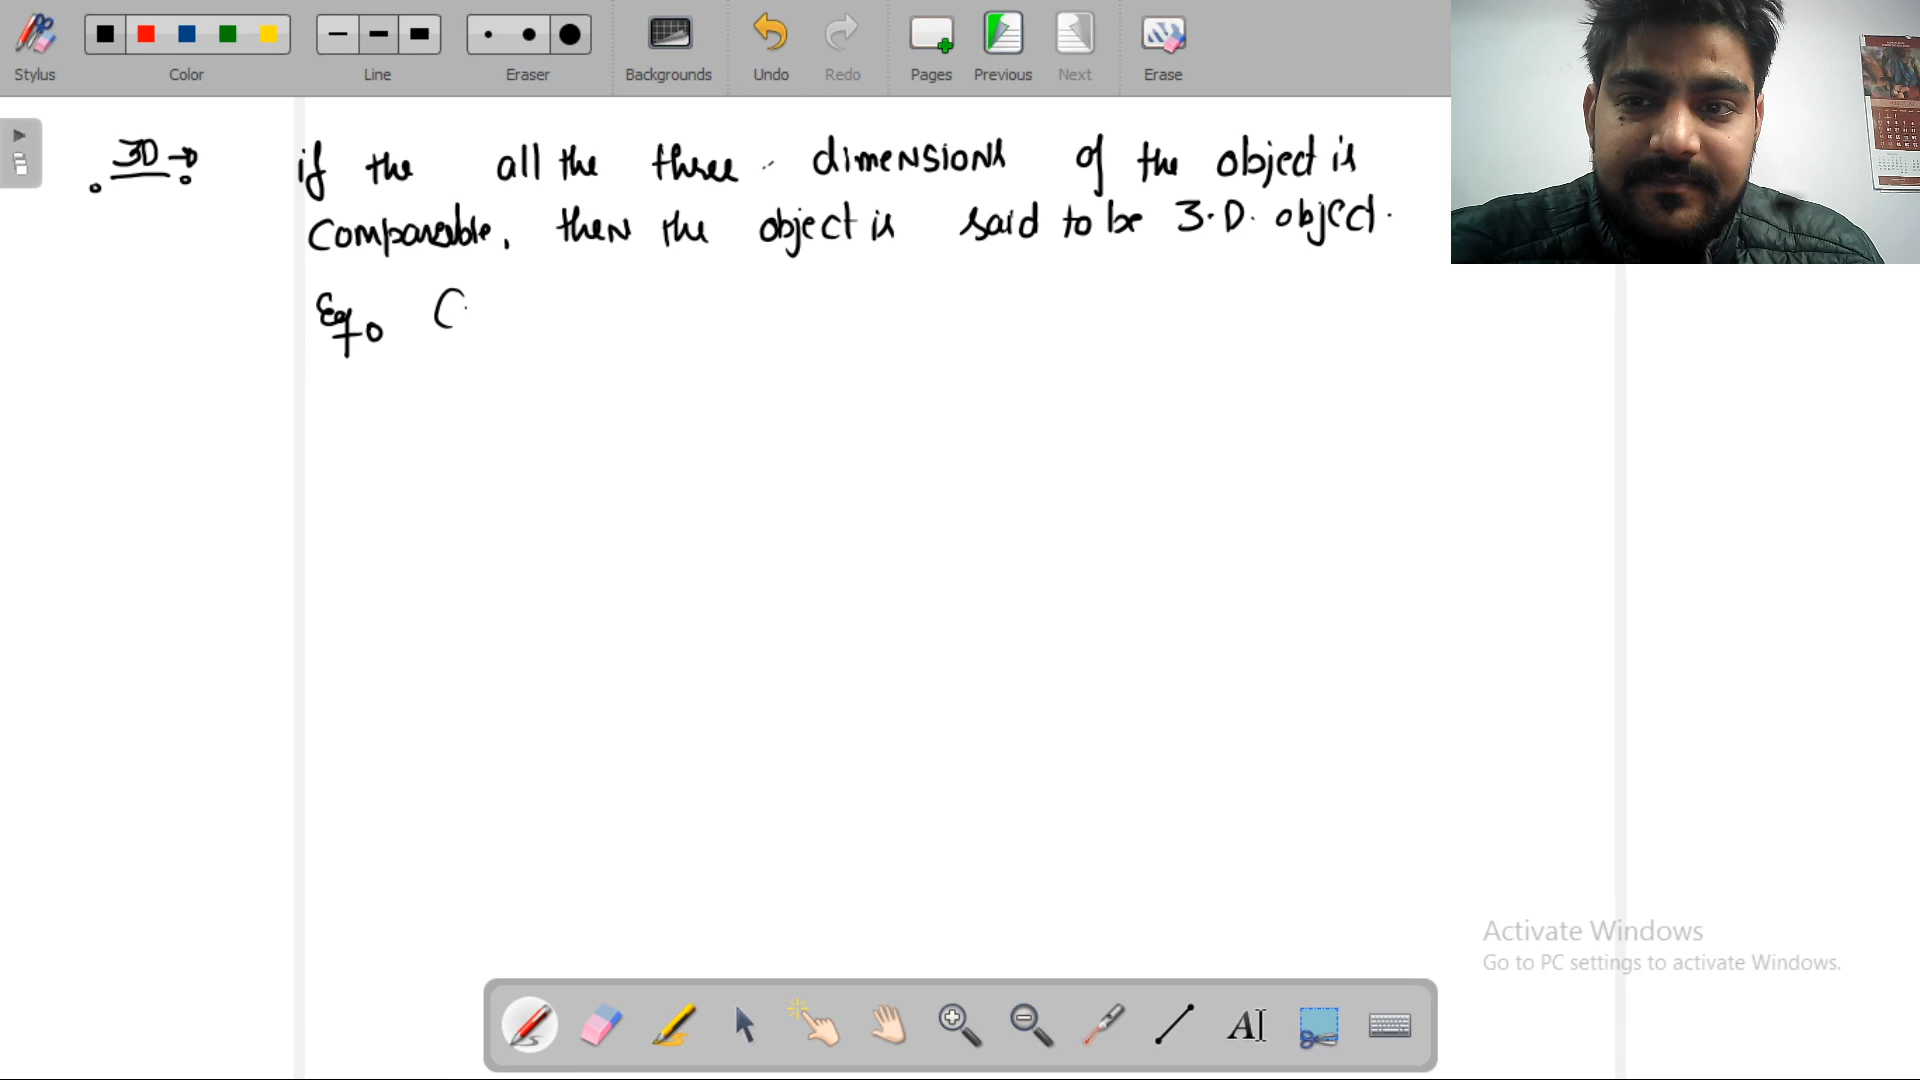 Stylus Color Line Eraser Backgrounds Undo Redo Pages Previous Next Erase
3D → if the all the three dimensions of the object is
comparable, then the object is said to be 3.D. object.
Eg. (
Activate Windows
Go to PC settings to activate Windows.